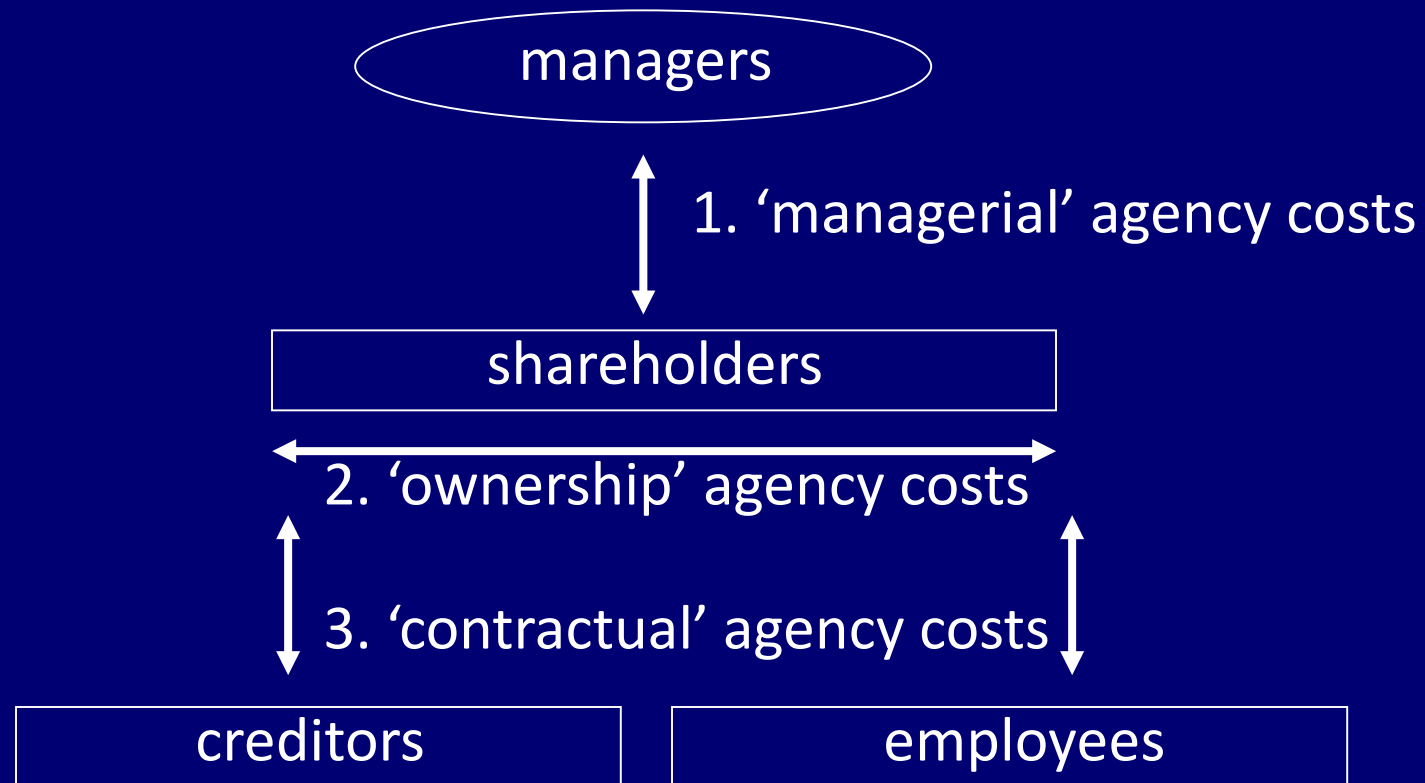 managers
1. ‘managerial’ agency costs
shareholders
2. ‘ownership’ agency costs
3. ‘contractual’ agency costs
creditors
employees